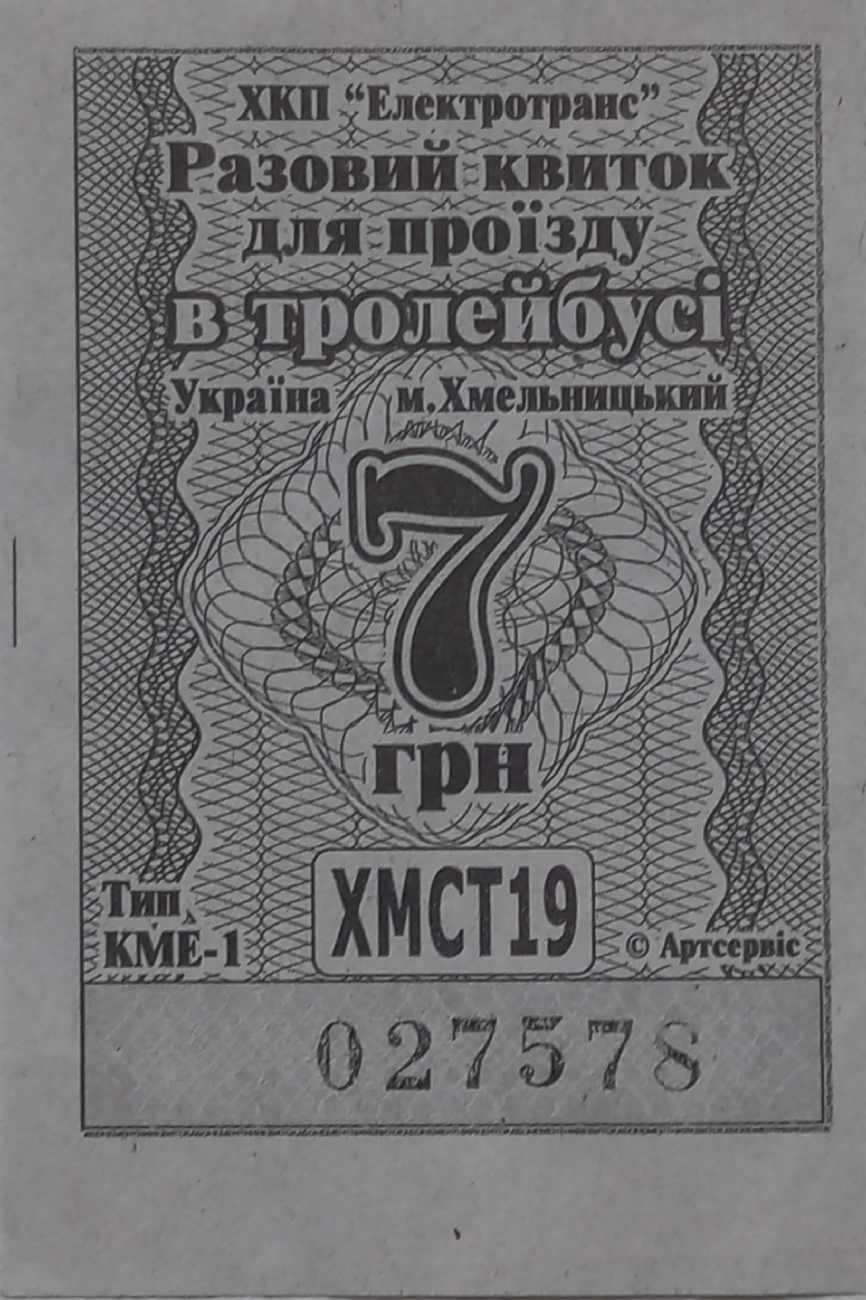 ХКП “Електротранс”
Разовий квиток
для проїзду
в тролейбусі
Україна м.Хмельницький
7
грн
Тип
КМЕ-1
ХМСТ19
© Артсервіс
027578